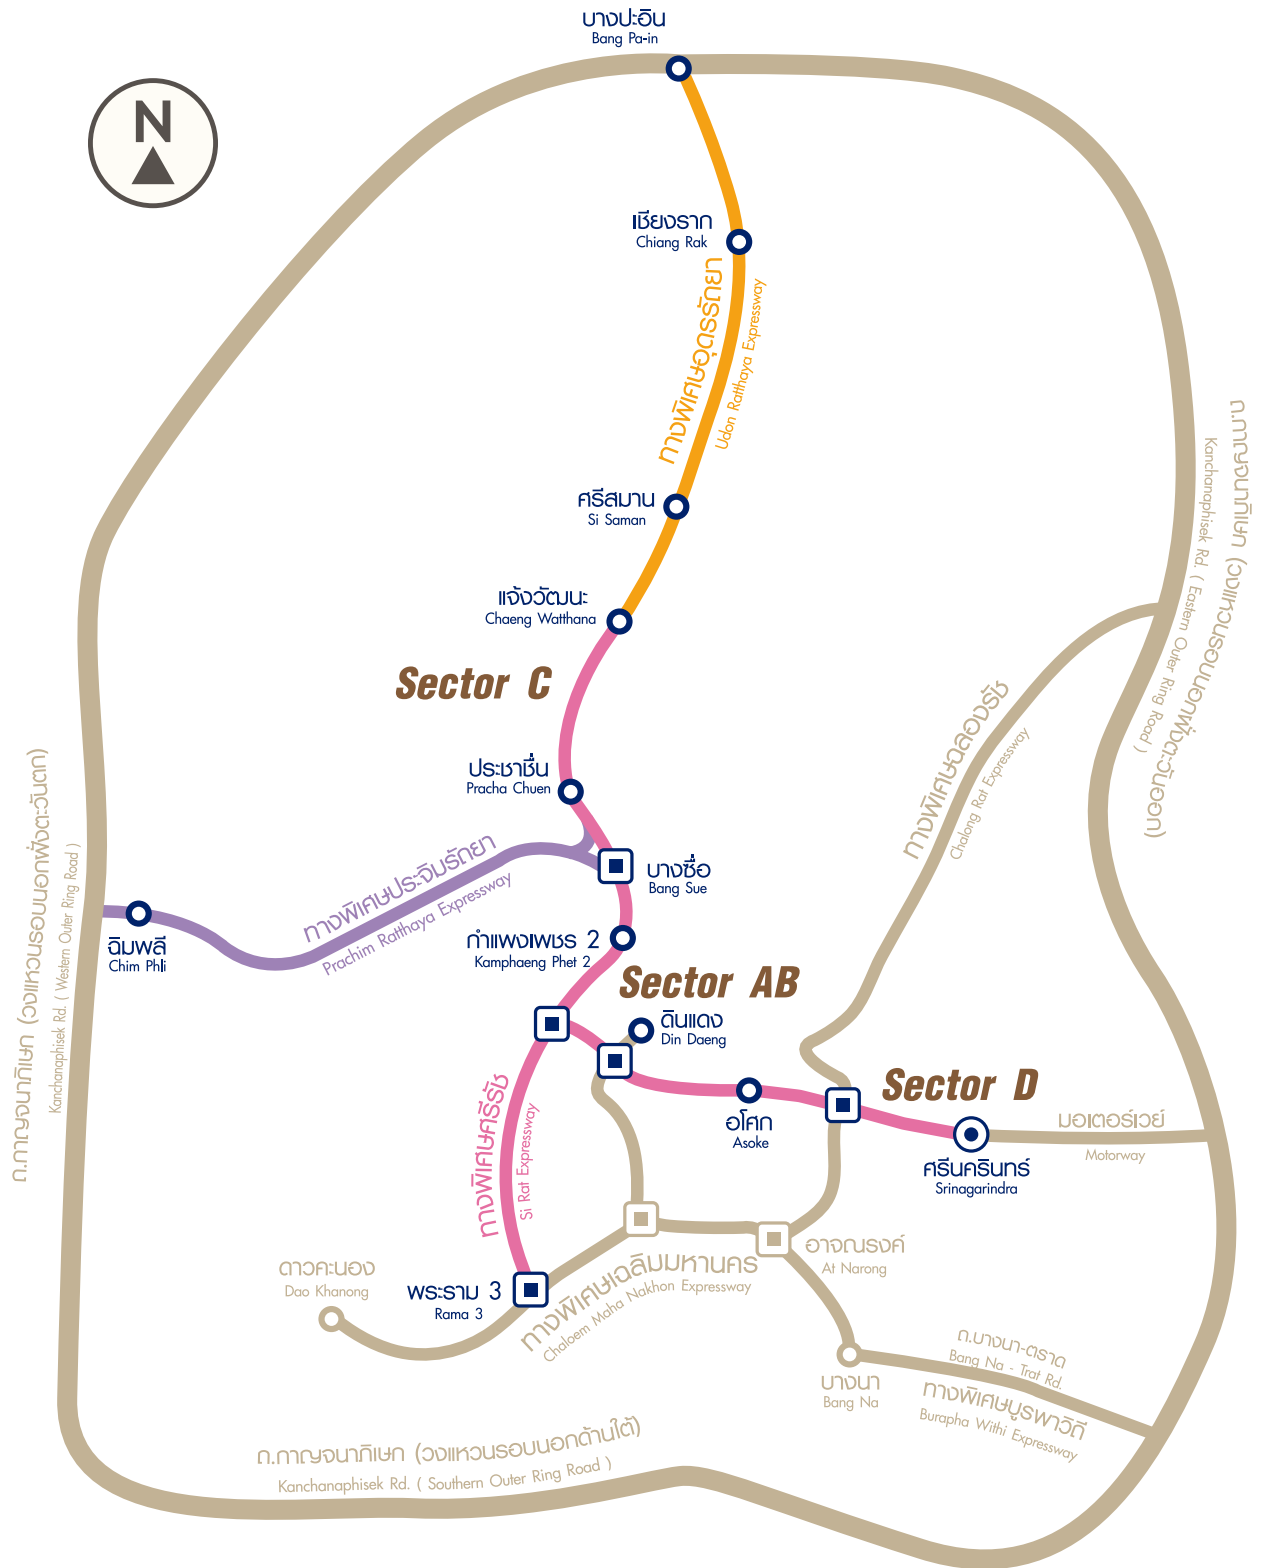 บางปะอิน
Bang Pa-in
N
เชียงราก
Chiang Rak
ทางพิเศษอุดรรัถยา
Udon Ratthaya Expressway
ศรีสมาน
Si Saman
แจ้งวัฒนะ
Chaeng Watthana
Sector C
ประชาชื่น
Pracha Chuen
ถ.กาญจนาภิเษก (วงแหวนรอบนอกฝั่งตะวันออก)
Kanchanaphisek Rd. ( Eastern Outer Ring Road )
ทางพิเศษฉลองรัช
Chalong Rat Expressway
ทางพิเศษประจิมรัถยา
Prachim Ratthaya Expressway
บางซื่อ
Bang Sue
ฉิมพลี
Chim Phli
กำแพงเพชร 2
Kamphaeng Phet 2
ถ.กาญจนาภิเษก (วงแหวนรอบนอกฝั่งตะวันตก)
Kanchanaphisek Rd. ( Western Outer Ring Road )
Sector AB
ดินแดง
Din Daeng
Sector D
อโศก
Asoke
มอเตอร์เวย์
Motorway
ศรีนครินทร์
Srinagarindra
ทางพิเศษศรีรัช
Si Rat Expressway
ดาวคะนอง
Dao Khanong
พระราม 3
Rama 3
ทางพิเศษเฉลิมมหานคร
Chaloem Maha Nakhon Expressway
อาจณรงค์
At Narong
บางนา
Bang Na
ถ.บางนา-ตราด
Bang Na - Trat Rd.
ทางพิเศษบูรพาวิถี
Burapha Withi Expressway
ถ.กาญจนาภิเษก (วงแหวนรอบนอกด้านใต้)
Kanchanaphisek Rd. ( Southern Outer Ring Road )